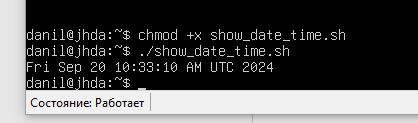 danil@jhda:~$ chmod +x show_date_time.sh
danil@jhda:~$ ./show_date_time.sh
Fri Sep 20 10:33:10 AM UTC 2024
danil@jhda:~$ _
Состояние: Работает